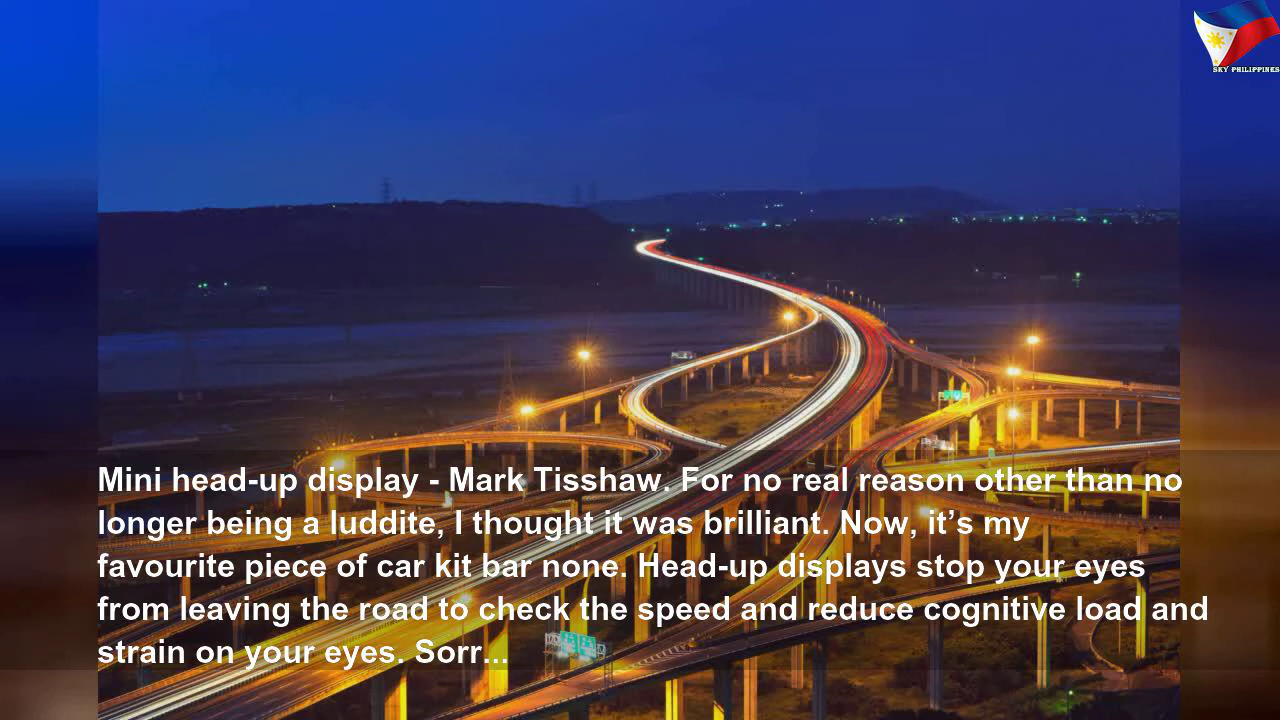 SKY PHILIPPINES
Mini head-up display - Mark Tisshaw. For no real reason other than no
longer being a luddite, I thought it was brilliant. Now, it’s my
favourite piece of car kit bar none. Head-up displays stop your eyes
from leaving the road to check the speed and reduce cognitive load and
strain on your eyes. Sorr...